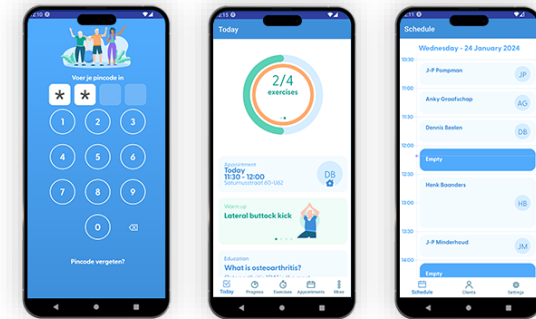 Voer je pincode in
* *
1 2 3
4 5 6
7 8 9
0
Pincode vergeten?
Today
2/4
exercises
Appointment
Today
11:30 - 12:00
Saturnusstraat 60-U62
DB
Warm-up
Lateral buttock kick
Education
What is osteoarthritis?
Today Progress Exercises Appointments More
Schedule
Wednesday - 24 January 2024
10:30
J-P Pompman
JP
11:00
Anky Graafschap
AG
11:30
Dennis Beelen
DB
12:00
Empty
12:30
Henk Baanders
HB
13:00
13:30
J-P Minderhoud
JM
14:00
Empty
Schedule Clients Settings